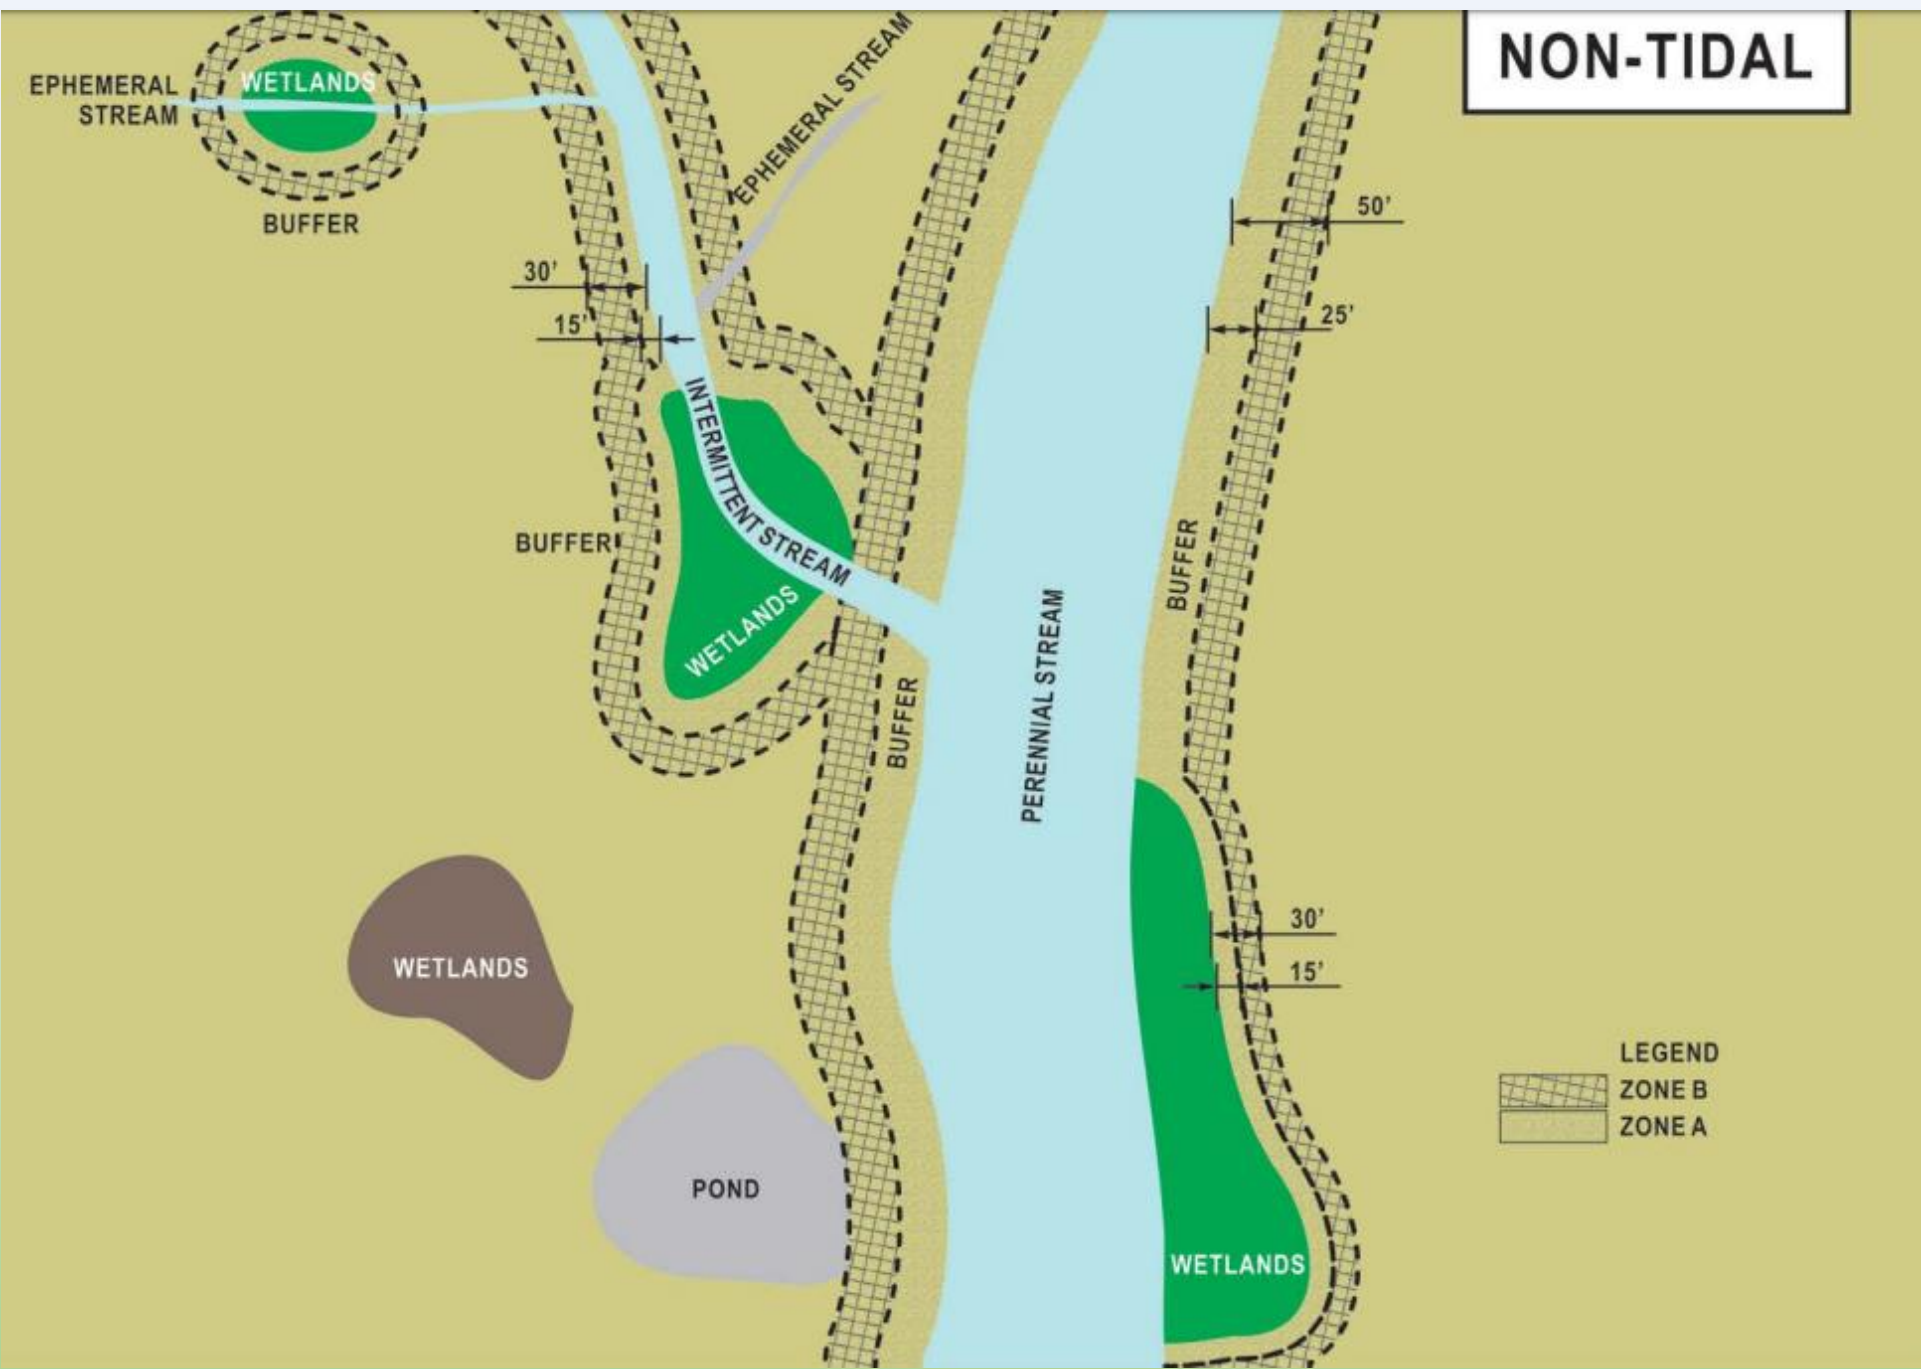 NON-TIDAL
EPHEMERAL
STREAM
WETLANDS
BUFFER
EPHEMERAL STREAM
50'
30'
25'
15'
INTERMITTENT STREAM
BUFFER
BUFFER
WETLANDS
BUFFER
PERENNIAL STREAM
30'
WETLANDS
15'
LEGEND
ZONE B
ZONE A
POND
WETLANDS